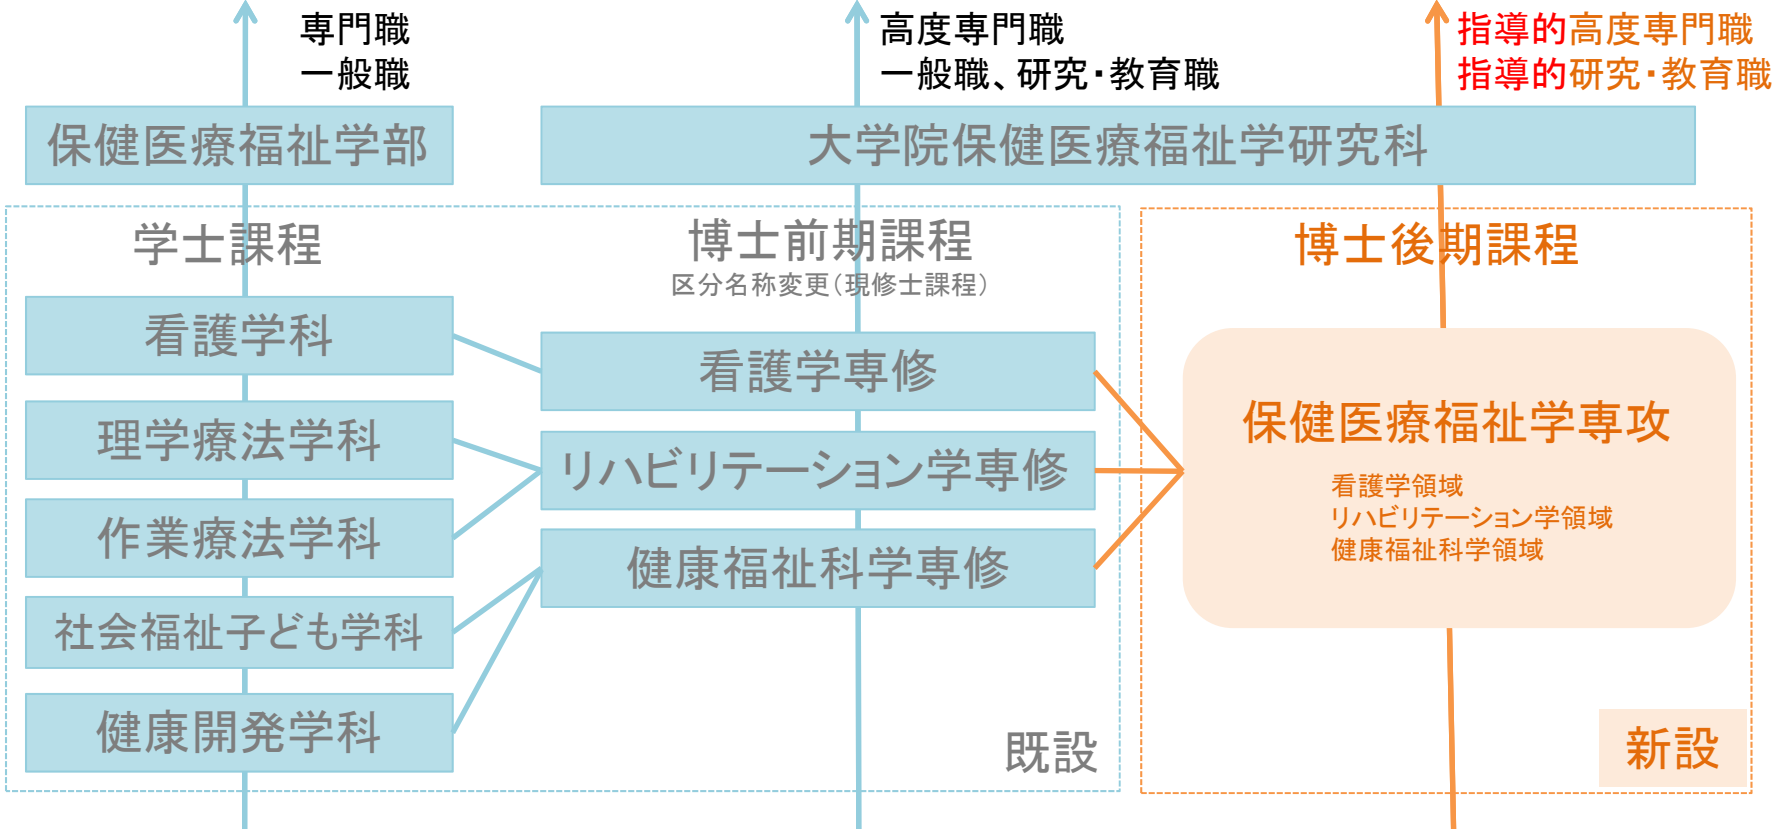 専門職
一般職
高度専門職
一般職、研究・教育職
指導的高度専門職
指導的研究・教育職
保健医療福祉学部
大学院保健医療福祉学研究科
学士課程
博士前期課程
区分名称変更(現修士課程)
博士後期課程
看護学科
理学療法学科
作業療法学科
社会福祉子ども学科
健康開発学科
看護学専修
リハビリテーション学専修
健康福祉科学専修
既設
保健医療福祉学専攻
看護学領域
リハビリテーション学領域
健康福祉科学領域
新設